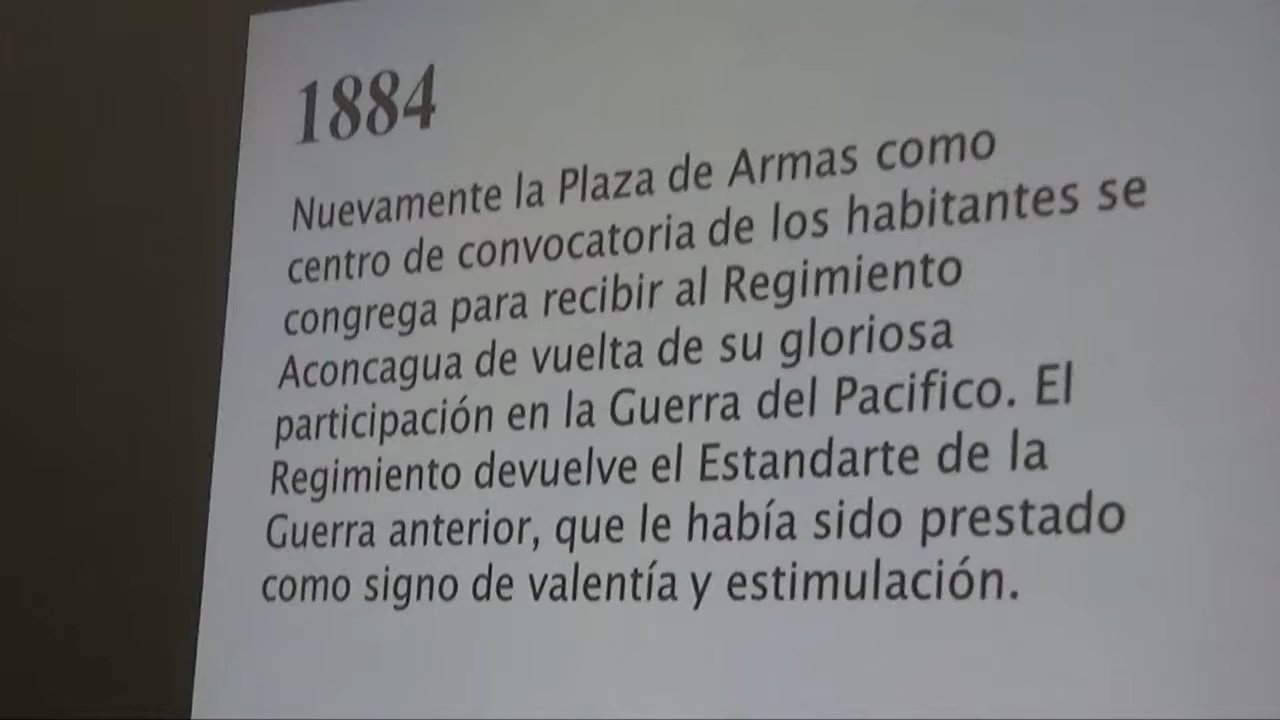 1884
Nuevamente la Plaza de Armas como
centro de convocatoria de los habitantes se
congrega para recibir al Regimiento
Aconcagua de vuelta de su gloriosa
participación en la Guerra del Pacifico. El
Regimiento devuelve el Estandarte de la
Guerra anterior, que le había sido prestado
como signo de valentía y estimulación.